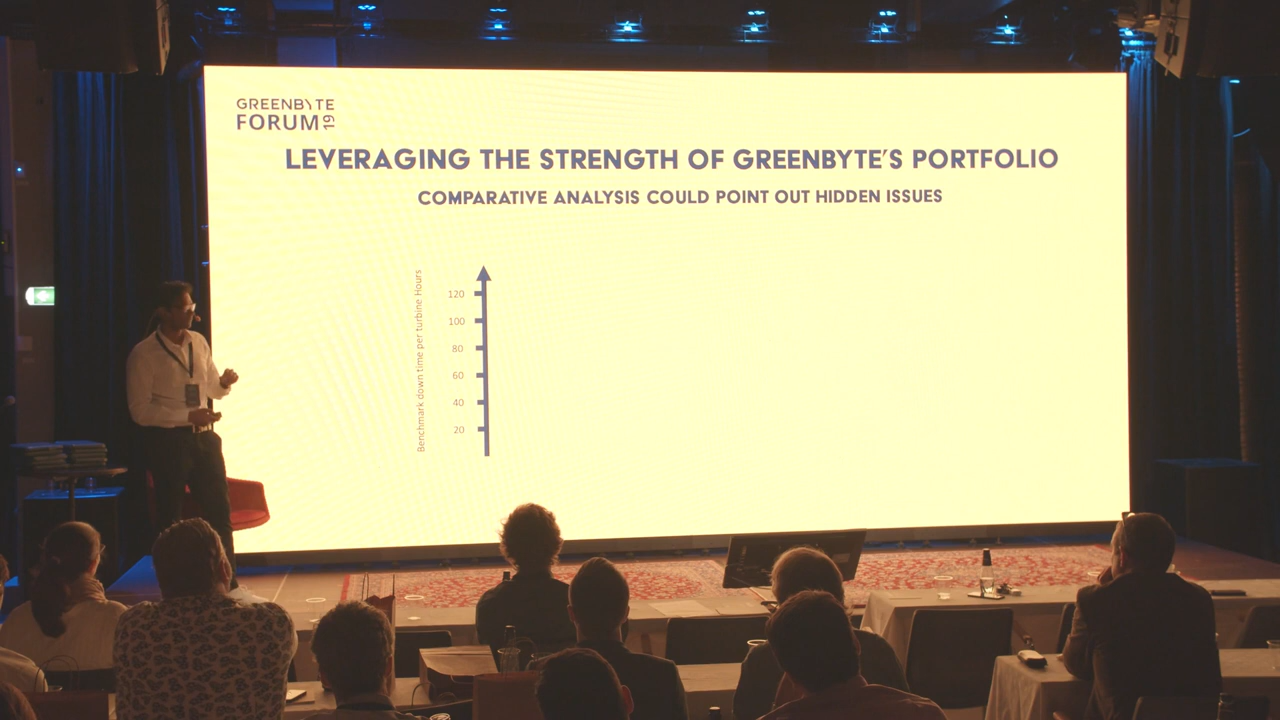 GREENBYTE
FORUM 19
LEVERAGING THE STRENGTH OF GREENBYTE'S PORTFOLIO
COMPARATIVE ANALYSIS COULD POINT OUT HIDDEN ISSUES
Benchmark down time per turbine Hours
120
100
80
60
40
20